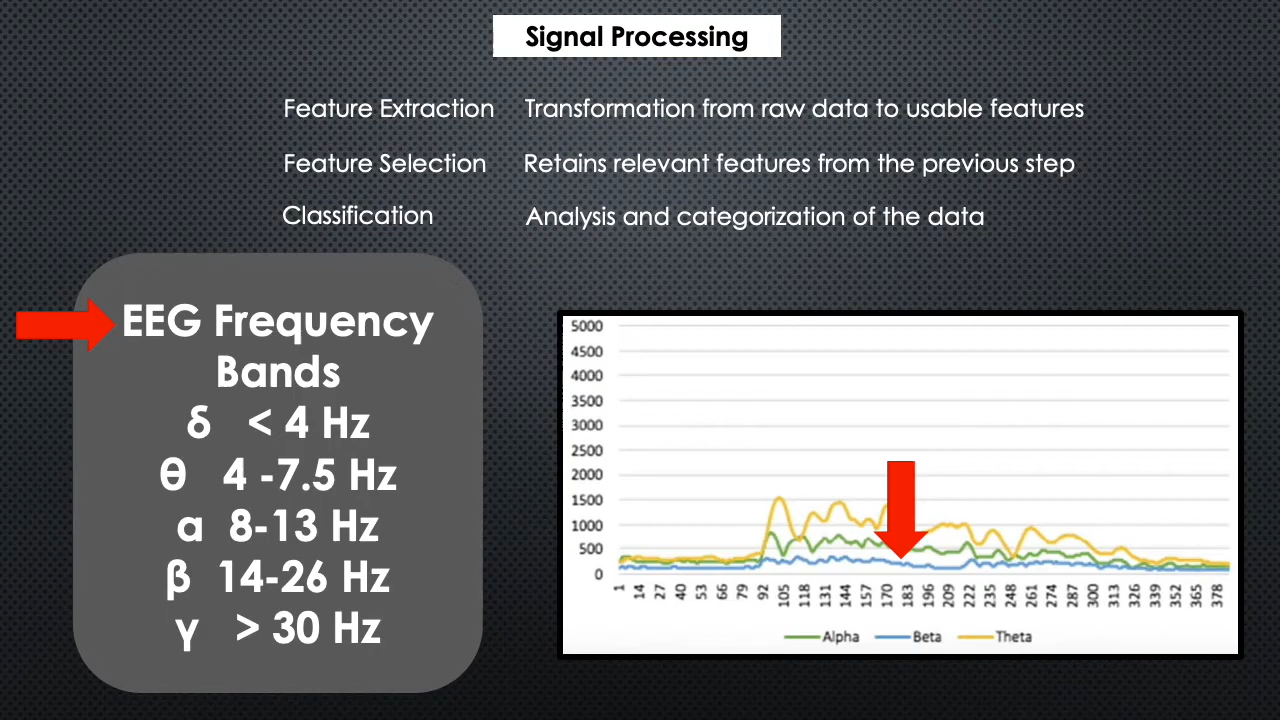 Signal Processing
Feature Extraction Transformation from raw data to usable features
Feature Selection Retains relevant features from the previous step
Classification Analysis and categorization of the data
EEG Frequency
Bands
δ < 4 Hz
θ 4 -7.5 Hz
α 8-13 Hz
β 14-26 Hz
γ > 30 Hz
5000
4500
4000
3500
3000
2500
2000
1500
1000
500
0
1 14 27 40 53 66 79 92 105 118 131 144 157 170 183 196 209 222 235 248 261 274 287 300 313 326 339 352 365 378
Alpha Beta Theta